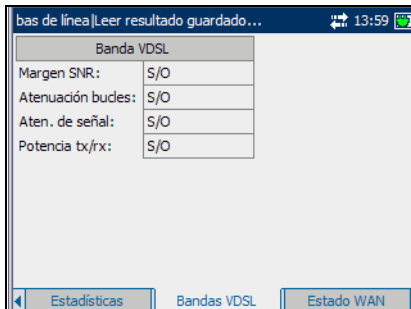 bas de línea|Leer resultado guardado... 13:59
Banda VDSL
Margen SNR: S/O
Atenuación bucles: S/O
Aten. de señal: S/O
Potencia tx/rx: S/O
Estadísticas Bandas VDSL Estado WAN